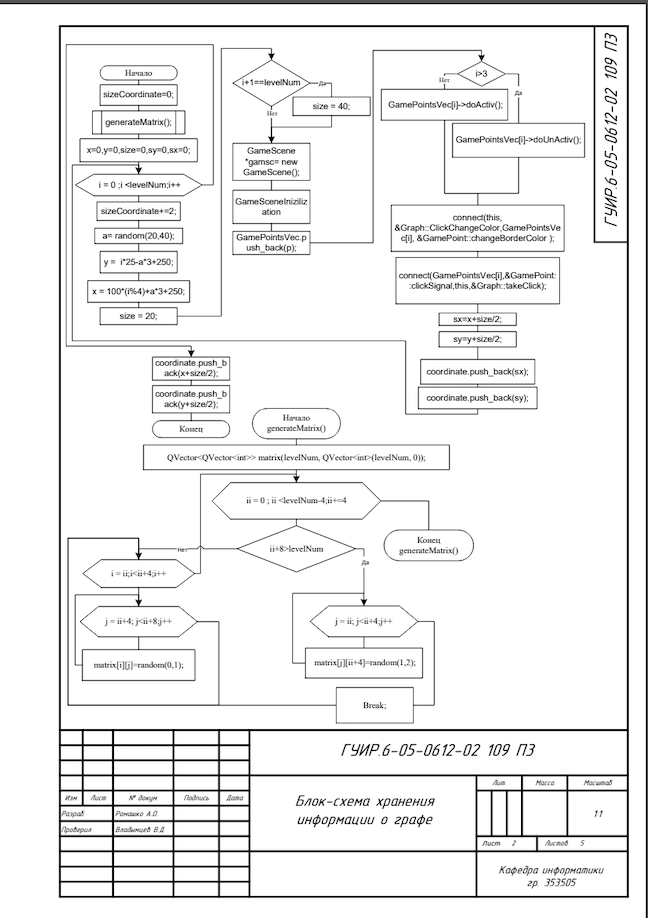 ГУИР.6-05-0612-02 109 ПЗ
Начало
sizeCoordinate=0;
generateMatrix();
x=0,y=0,size=0,sy=0,sx=0;
i = 0 ;i <levelNum;i++
sizeCoordinate+=2;
a= random(20,40);
y = i*25-a*3+250;
x = 100*(i%4)+a*3+250;
size = 20;
i+1==levelNum
Да
Нет
size = 40;
GameScene
*gamsc= new
GameScene();
GameSceneIniziliz
ation
GamePointsVec.p
ush_back(p);
i>3
Нет
Да
GamePointsVec[i]->doActiv();
GamePointsVec[i]->doUnActiv();
connect(this,
&Graph::ClickChangeColor,GamePointsVe
c[i], &GamePoint::changeBorderColor );
connect(GamePointsVec[i],&GamePoint:
:clickSignal,this,&Graph::takeClick);
sx=x+size/2;
sy=y+size/2;
coordinate.push_back(sx);
coordinate.push_back(sy);
coordinate.push_b
ack(x+size/2);
coordinate.push_b
ack(y+size/2);
Конец
Начало
generateMatrix()
QVector<QVector<int>> matrix(levelNum, QVector<int>(levelNum, 0));
ii = 0 ; ii <levelNum-4;ii+=4
Конец
generateMatrix()
ii+8>levelNum
Нет
Да
i = ii;i<ii+4;i++
j = ii+4; j<ii+8;j++
matrix[i][j]=random(0,1);
j = ii; j<ii+4;j++
matrix[j][ii+4]=random(1,2);
Break;
ГУИР.6-05-0612-02 109 ПЗ
Изм Лист № докум Подпись Дата
Разраб Ромашко А.О.
Проверил Владымцев В.Д.
Блок-схема хранения
информации о графе
Лит Масса Масштаб
1:1
Лист 2 Листов 5
Кафедра информатики
гр. 353505